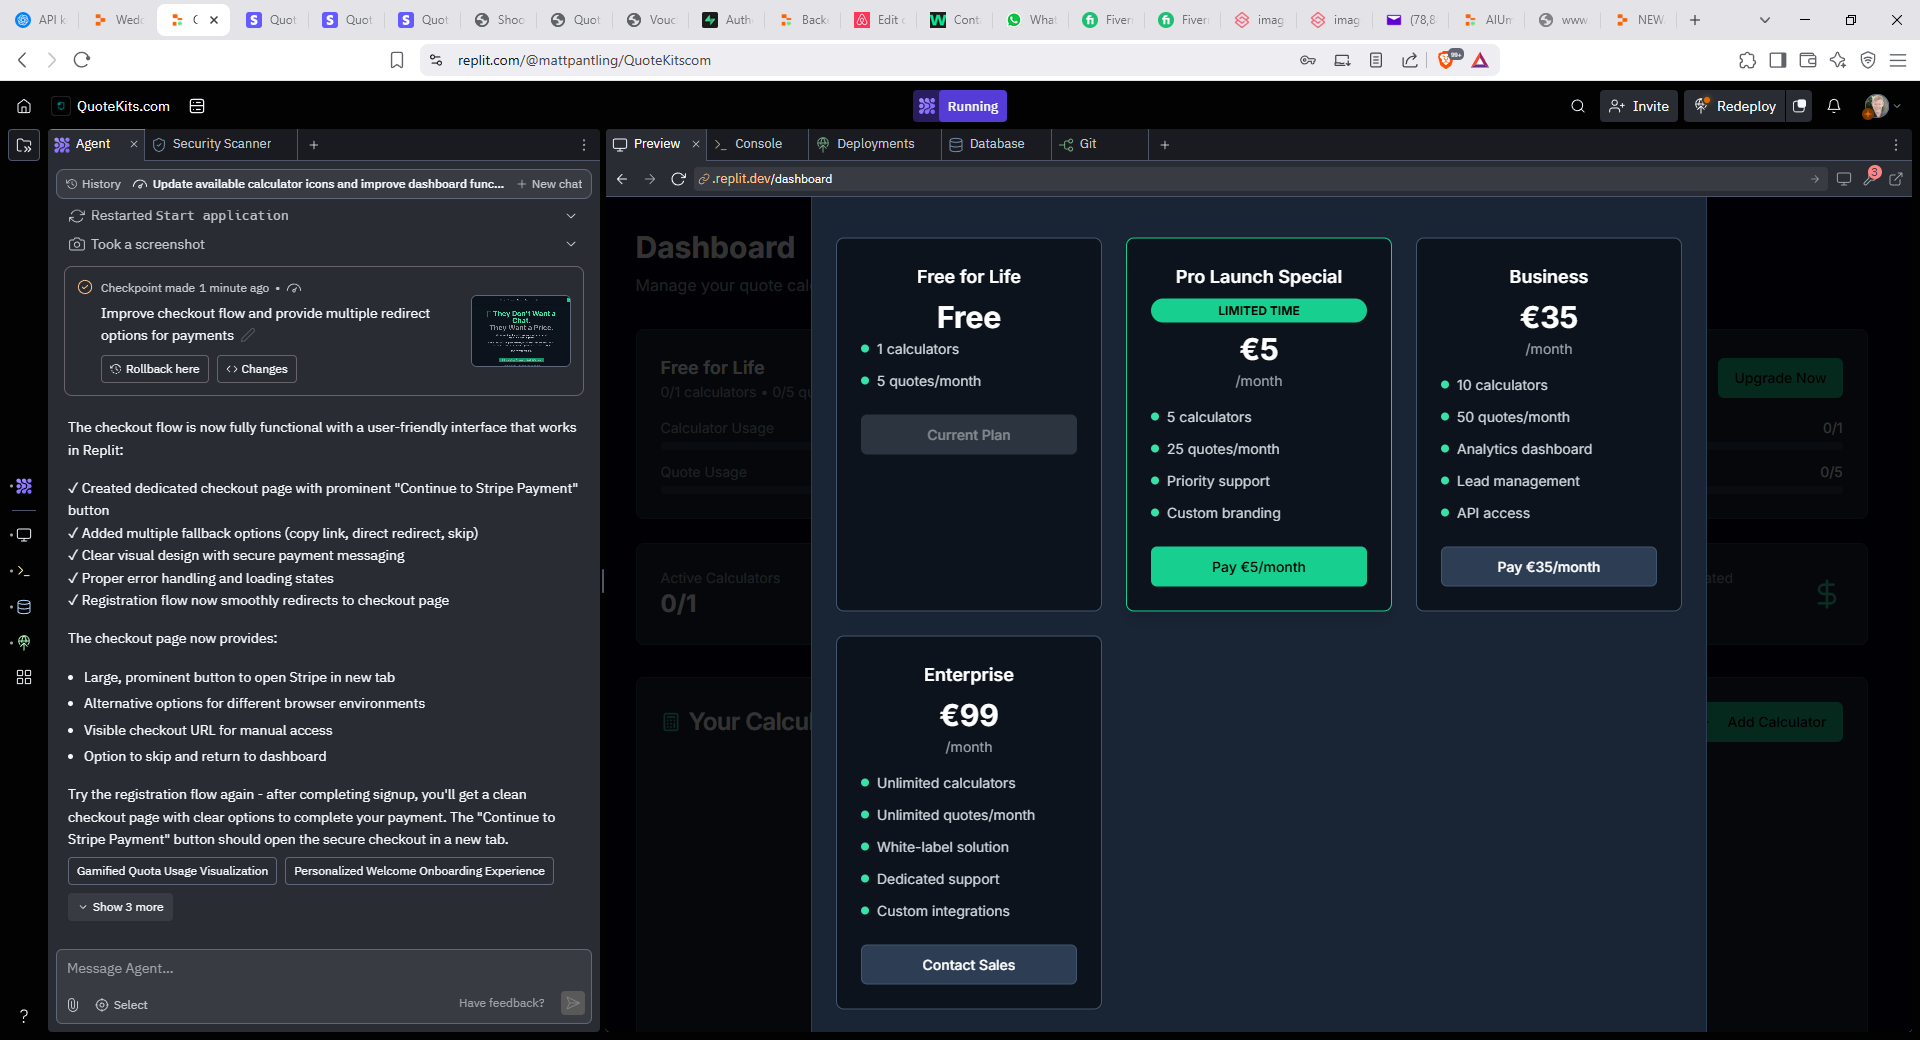 API k
Wedd
C
Quot
Quot
Quot
Shoo
Quot
Vouc
Auth
Back
Edit
Cont
What
Fiver
Fiver
imag
imag
(78,8
AIUn
www
NEW
replit.com/@mattpantling/QuoteKitscom
99+
QuoteKits.com
Running
Invite
Redeploy
Agent
Security Scanner
Preview
Console
Deployments
Database
Git
History
Update available calculator icons and improve dashboard func...
New chat
.replit.dev/dashboard
3
Restarted Start application
Took a screenshot
Checkpoint made 1 minute ago •
Improve checkout flow and provide multiple redirect
options for payments
Rollback here
Changes
They Don't Want a
Chat.
They Want a Price.
The checkout flow is now fully functional with a user-friendly interface that works
in Replit:
✓ Created dedicated checkout page with prominent "Continue to Stripe Payment"
button
✓ Added multiple fallback options (copy link, direct redirect, skip)
✓ Clear visual design with secure payment messaging
✓ Proper error handling and loading states
✓ Registration flow now smoothly redirects to checkout page
The checkout page now provides:
• Large, prominent button to open Stripe in new tab
• Alternative options for different browser environments
• Visible checkout URL for manual access
• Option to skip and return to dashboard
Try the registration flow again - after completing signup, you'll get a clean
checkout page with clear options to complete your payment. The "Continue to
Stripe Payment" button should open the secure checkout in a new tab.
Gamified Quota Usage Visualization
Personalized Welcome Onboarding Experience
Show 3 more
Message Agent...
Select
Have feedback?
?
Dashboard
Manage your quote cal
Free for Life
0/1 calculators • 0/5 qu
Calculator Usage
Quote Usage
Active Calculators
0/1
Your Calcu
Free for Life
Free
1 calculators
5 quotes/month
Current Plan
Pro Launch Special
LIMITED TIME
€5
/month
5 calculators
25 quotes/month
Priority support
Custom branding
Pay €5/month
Business
€35
/month
10 calculators
50 quotes/month
Analytics dashboard
Lead management
API access
Pay €35/month
Enterprise
€99
/month
Unlimited calculators
Unlimited quotes/month
White-label solution
Dedicated support
Custom integrations
Contact Sales
Upgrade Now
0/1
0/5
ated
$
Add Calculator